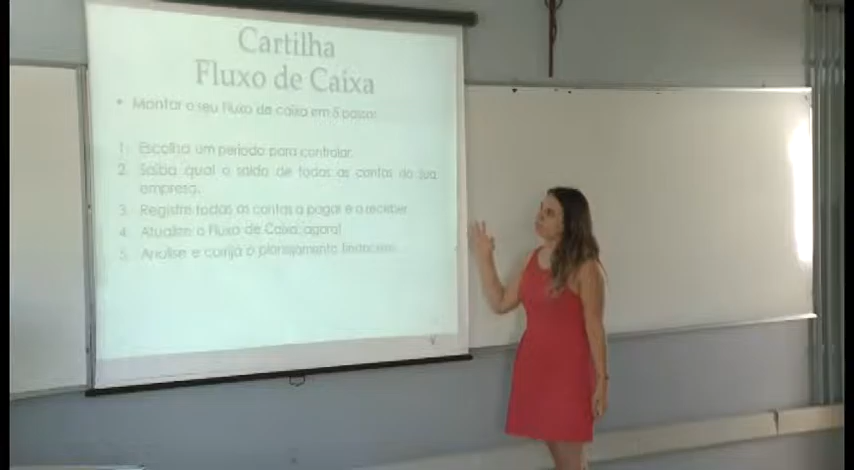 Cartilha
Fluxo de Caixa
• Montar o seu fluxo de caixa em 5 passos:
1. Escolha um período para controlar.
2. Saiba qual o saldo de todas as contas da sua
empresa.
3. Registre todas as contas a pagar e a receber
4. Atualize o Fluxo de Caixa, agora!
5. Analise e corrija o planejamento financeiro.